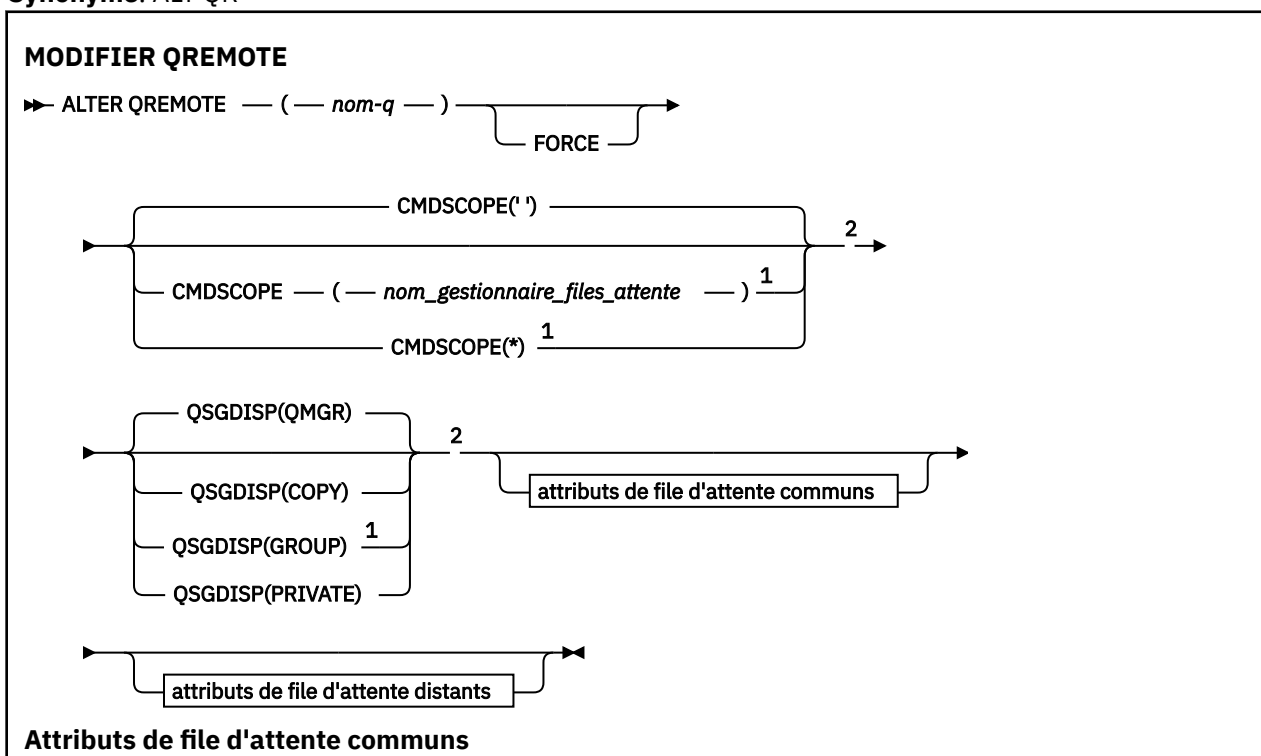 Synonyme: ALT QR
MODIFIER QREMOTE
ALTER QREMOTE ( nom-q )
FORCE
CMDSCOPE(' ')
2
CMDSCOPE ( nom_gestionnaire_files_attente ) 1
CMDSCOPE(*) 1
QSGDISP(QMGR)
2
QSGDISP(COPY)
attributs de file d'attente communs
QSGDISP(GROUP) 1
QSGDISP(PRIVATE)
attributs de file d'attente distants
Attributs de file d'attente communs